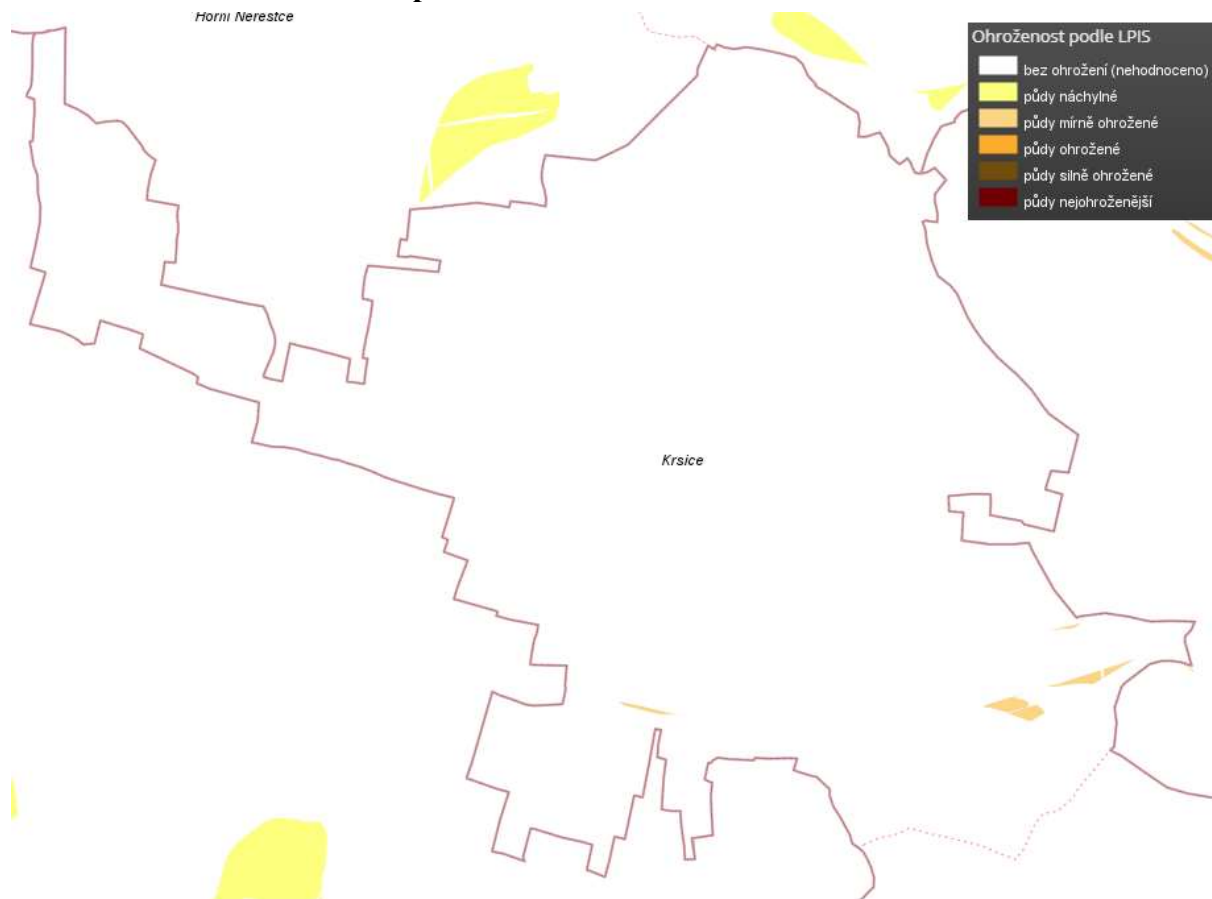 Horní Nerestce
Ohroženost podle LPIS
bez ohrožení (nehodnoceno)
půdy náchylné
půdy mírně ohrožené
půdy ohrožené
půdy silně ohrožené
půdy nejohroženější
Krsice